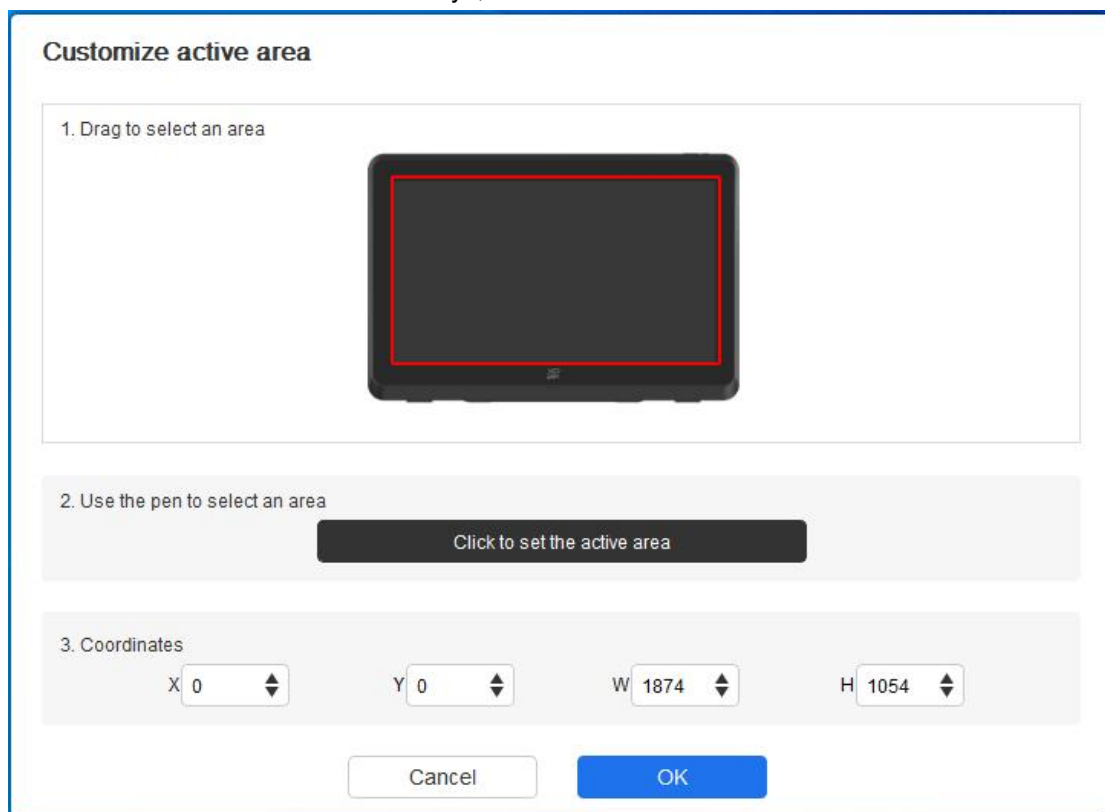 Customize active area
1. Drag to select an area
2. Use the pen to select an area
Click to set the active area
3. Coordinates
X 0 Y 0 W 1874 H 1054
Cancel OK